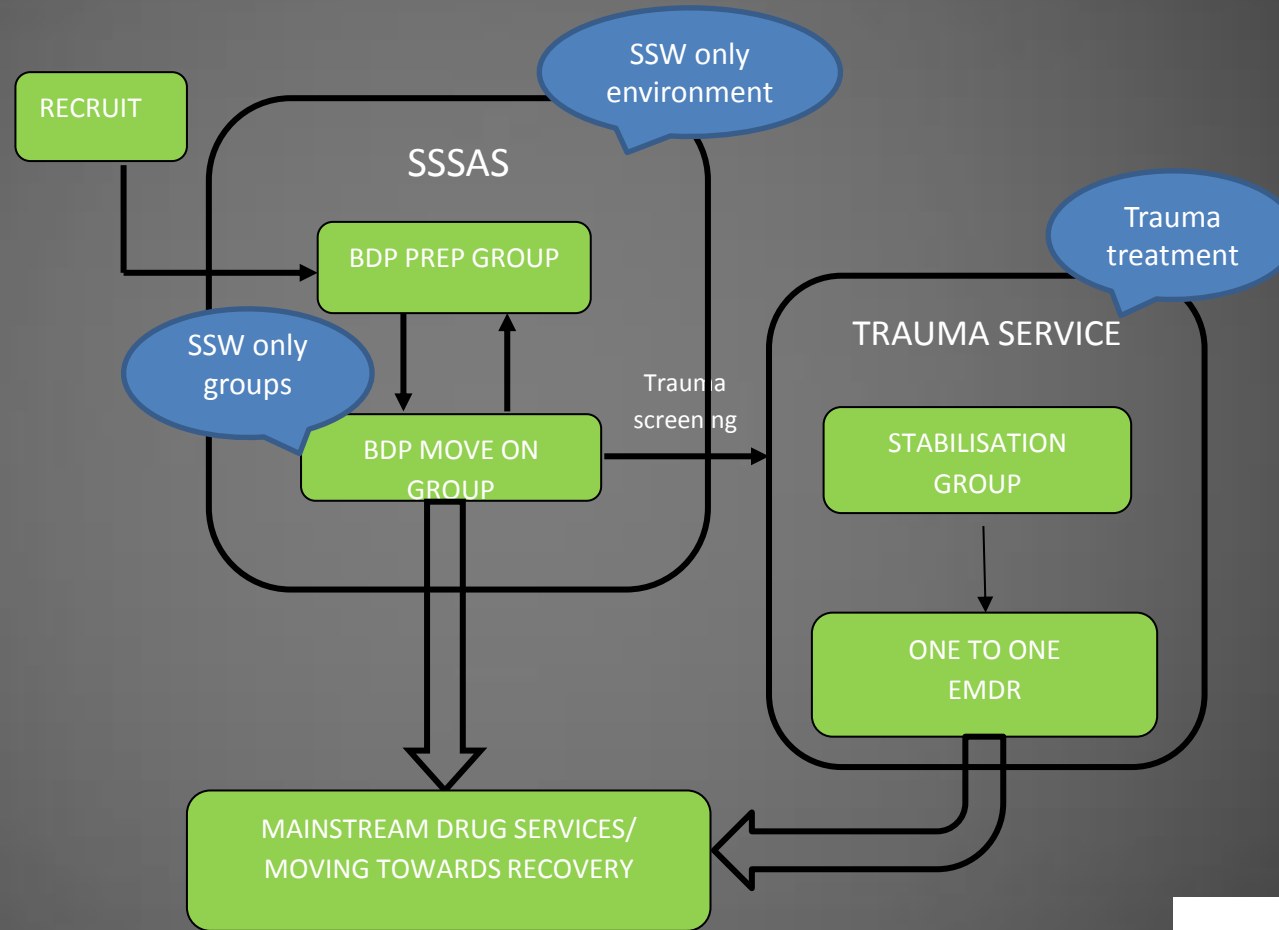 SSW only
environment
RECRUIT
SSSAS
BDP PREP GROUP
SSW only
groups
BDP MOVE ON
GROUP
Trauma
screening
Trauma
treatment
TRAUMA SERVICE
STABILISATION
GROUP
ONE TO ONE
EMDR
MAINSTREAM DRUG SERVICES/
MOVING TOWARDS RECOVERY